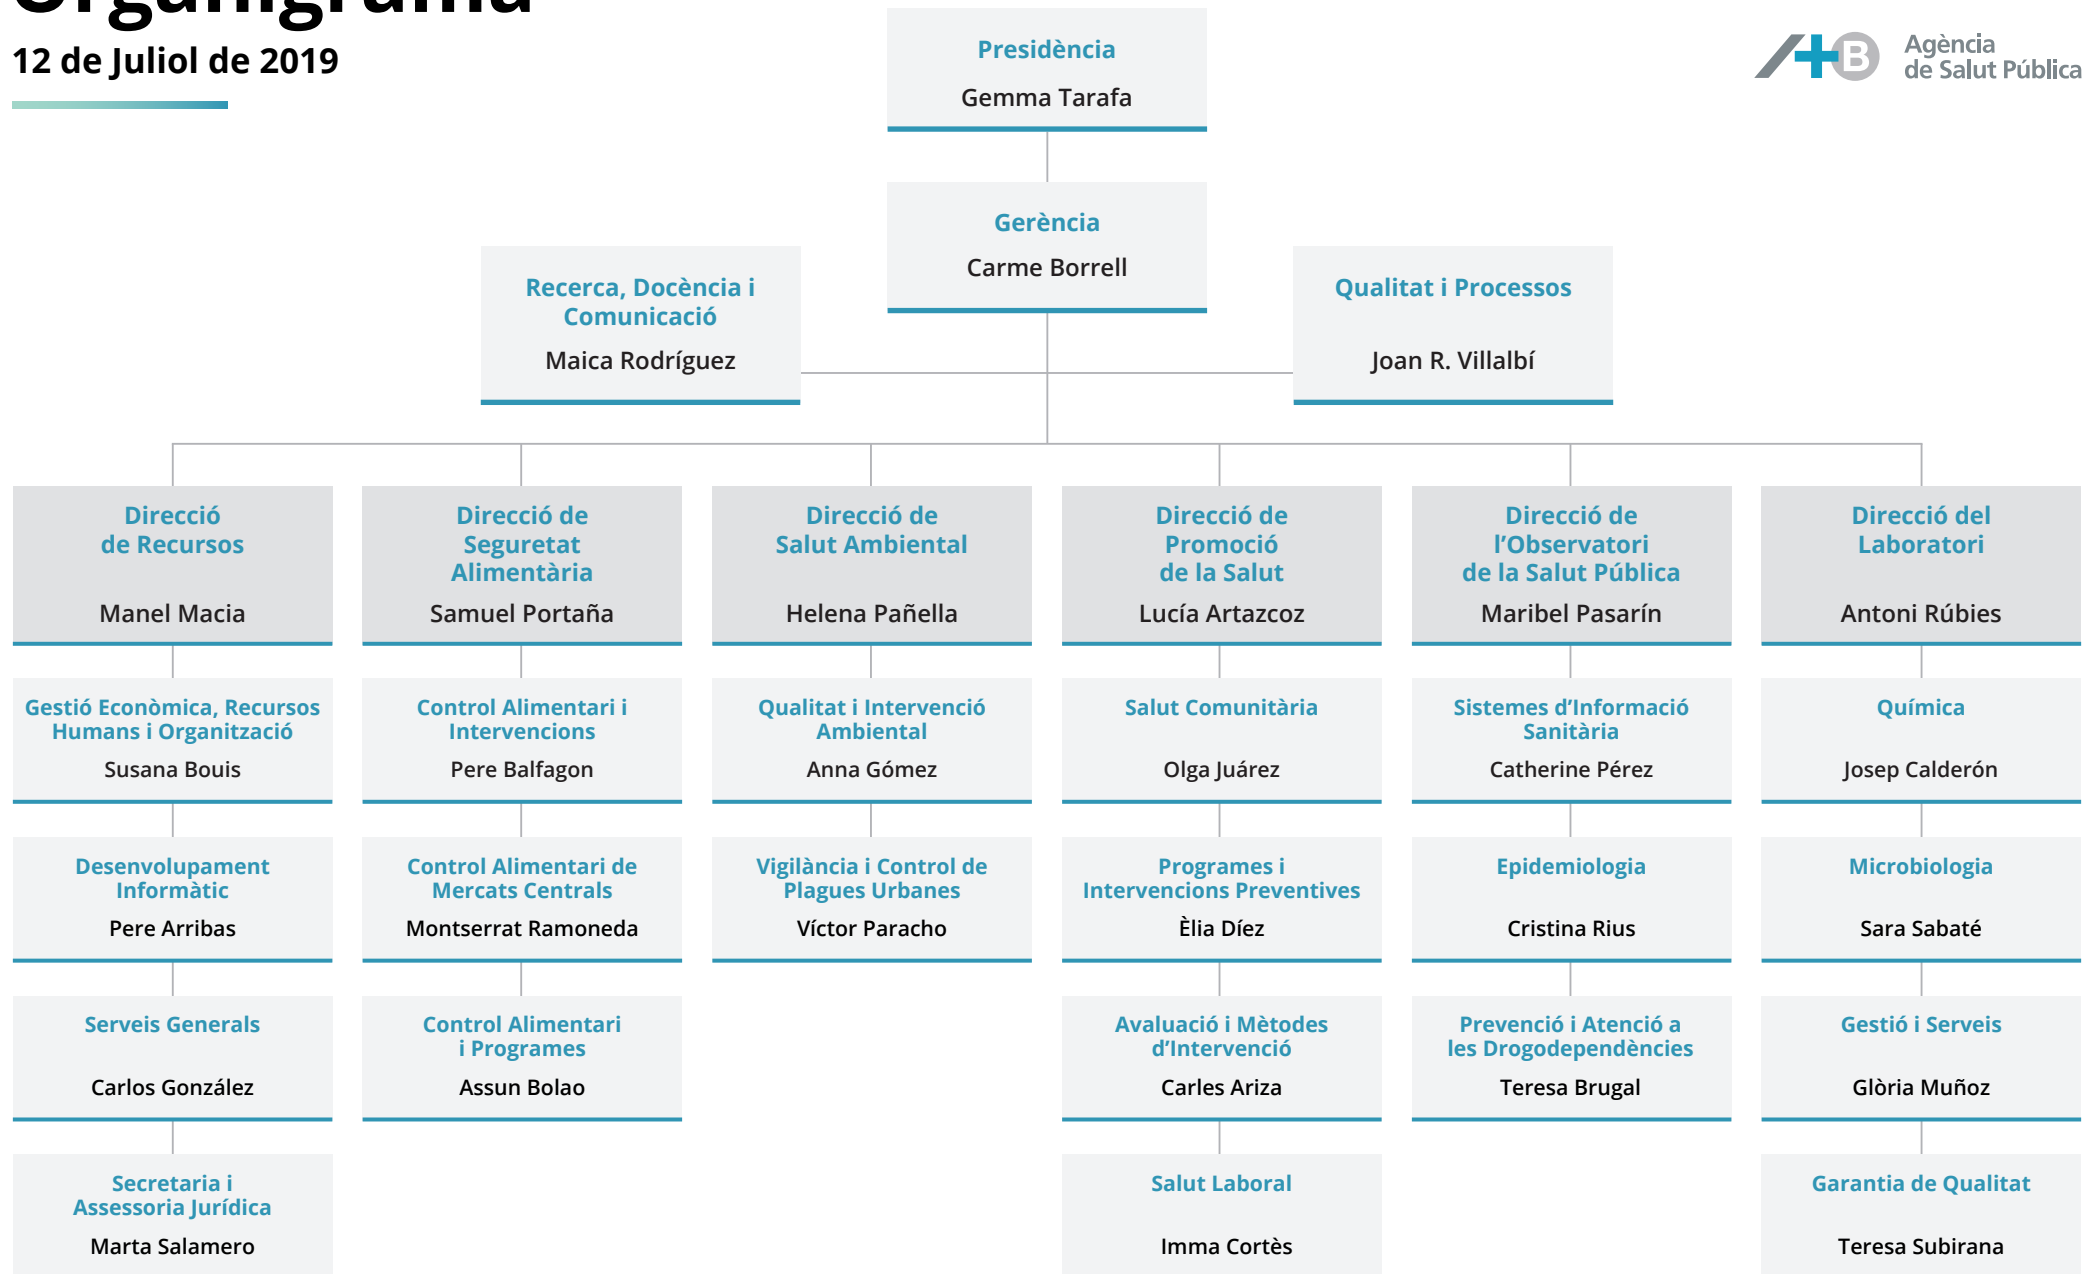 Organigrama
12 de Juliol de 2019
Agència
de Salut Pública
Presidència
Gemma Tarafa
Gerència
Carme Borrell
Recerca, Docència i
Comunicació
Maica Rodríguez
Qualitat i Processos
Joan R. Villalbí
Direcció
de Recursos
Manel Macia
Direcció de
Seguretat
Alimentària
Samuel Portaña
Direcció de
Salut Ambiental
Helena Pañella
Direcció de
Promoció
de la Salut
Lucía Artazcoz
Direcció de
l’Observatori
de la Salut Pública
Maribel Pasarín
Direcció del
Laboratori
Antoni Rúbies
Gestió Econòmica, Recursos
Humans i Organització
Susana Bouis
Control Alimentari i
Intervencions
Pere Balfagon
Qualitat i Intervenció
Ambiental
Anna Gómez
Salut Comunitària
Olga Juárez
Sistemes d’Informació
Sanitària
Catherine Pérez
Química
Josep Calderón
Desenvolupament
Informàtic
Pere Arribas
Control Alimentari de
Mercats Centrals
Montserrat Ramoneda
Vigilància i Control de
Plagues Urbanes
Víctor Paracho
Programes i
Intervencions Preventives
Èlia Díez
Epidemiologia
Cristina Rius
Microbiologia
Sara Sabaté
Serveis Generals
Carlos González
Control Alimentari
i Programes
Assun Bolao
Avaluació i Mètodes
d’Intervenció
Carles Ariza
Prevenció i Atenció a
les Drogodependències
Teresa Brugal
Gestió i Serveis
Glòria Muñoz
Secretaria i
Assessoria Jurídica
Marta Salamero
Salut Laboral
Imma Cortès
Garantia de Qualitat
Teresa Subirana